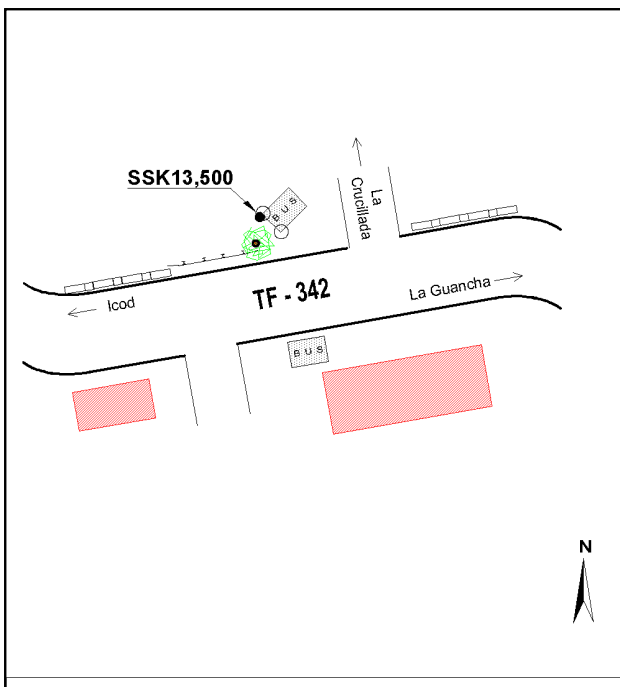 SSK13,500
BUS
La
Crucillada
TF - 342
Icod
La Guancha
BUS
N